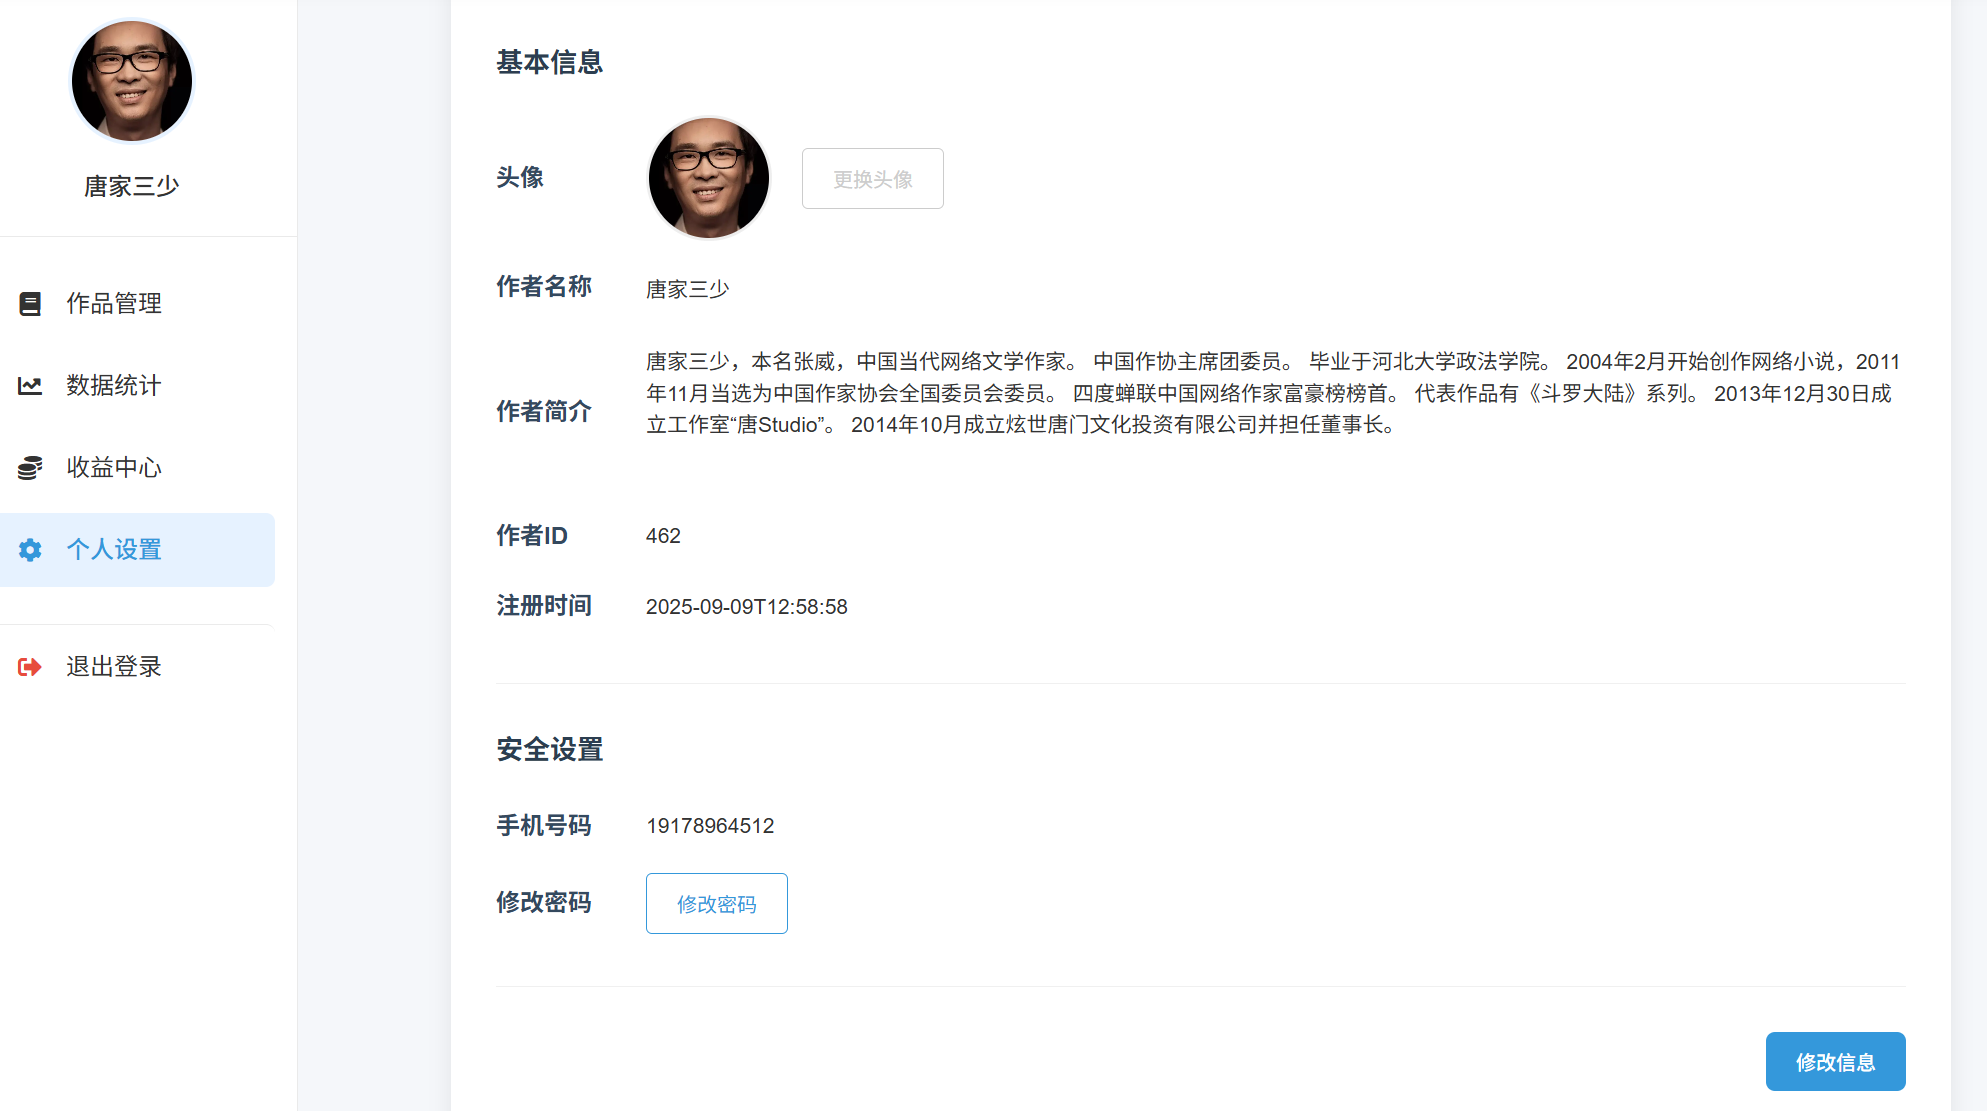 唐家三少
作品管理
数据统计
收益中心
个人设置
退出登录
基本信息
头像
更换头像
作者名称
唐家三少
作者简介
唐家三少，本名张威，中国当代网络文学作家。 中国作协主席团委员。 毕业于河北大学政法学院。 2004年2月开始创作网络小说，2011
年11月当选为中国作家协会全国委员会委员。 四度蝉联中国网络作家富豪榜榜首。 代表作品有《斗罗大陆》系列。 2013年12月30日成
立工作室“唐Studio”。 2014年10月成立炫世唐门文化投资有限公司并担任董事长。
作者ID
462
注册时间
2025-09-09T12:58:58
安全设置
手机号码
19178964512
修改密码
修改密码
修改信息